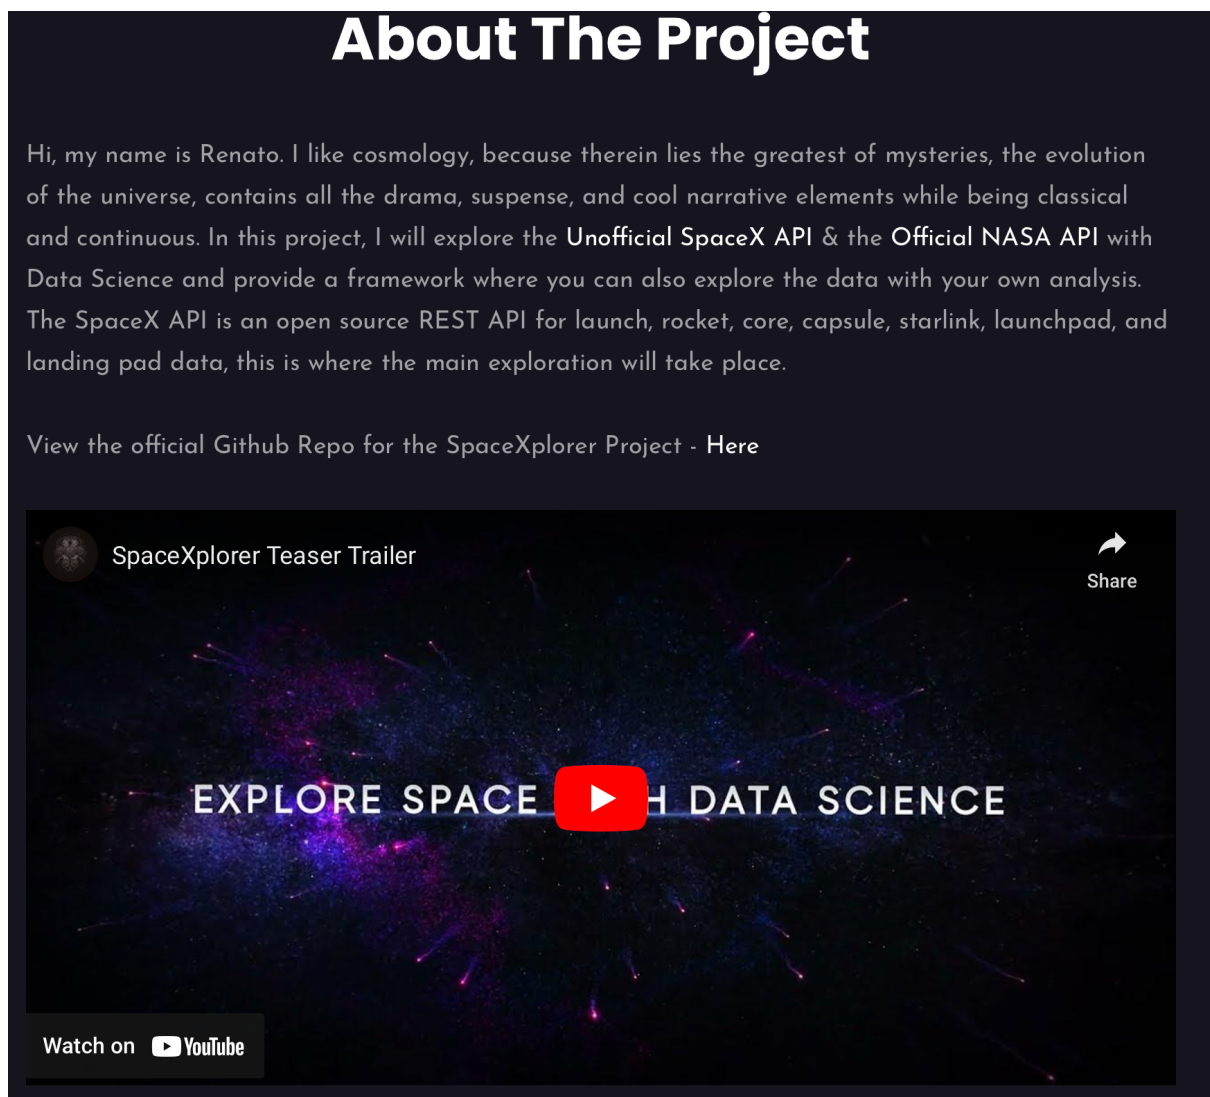 About The Project
Hi, my name is Renato. I like cosmology, because therein lies the greatest of mysteries, the evolution
of the universe, contains all the drama, suspense, and cool narrative elements while being classical
and continuous. In this project, I will explore the Unofficial SpaceX API & the Official NASA API with
Data Science and provide a framework where you can also explore the data with your own analysis.
The SpaceX API is an open source REST API for launch, rocket, core, capsule, starlink, launchpad, and
landing pad data, this is where the main exploration will take place.
View the official Github Repo for the SpaceXplorer Project - Here
SpaceXplorer Teaser Trailer
Share
EXPLORE SPACE H DATA SCIENCE
Watch on YouTube